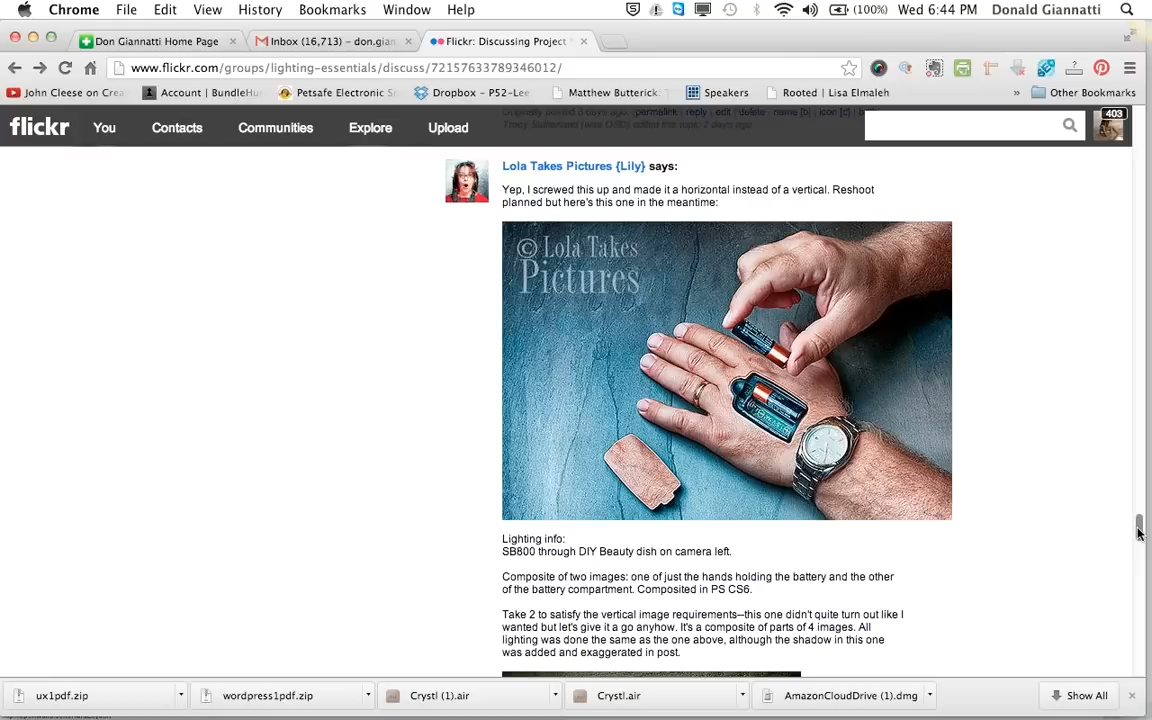 Chrome File Edit View History Bookmarks Window Help (100%) Wed 6:44 PM Donald Giannatti
Don Giannatti Home Page Inbox (16,713) – don.gian Flickr: Discussing Project
www.flickr.com/groups/lighting-essentials/discuss/72157633789346012/
John Cleese on Crea Account | BundleHu Petsafe Electronic S Dropbox – P52-Lee Matthew Butterick. Speakers Rooted | Lisa Elmaleh » Other Bookmarks
flickr You Contacts Communities Explore Upload 403
Lola Takes Pictures {Lily} says:
Yep, I screwed this up and made it a horizontal instead of a vertical. Reshoot
planned but here's this one in the meantime:
© Lola Takes
Pictures
Lighting info:
SB800 through DIY Beauty dish on camera left.
Composite of two images: one of just the hands holding the battery and the other
of the battery compartment. Composited in PS CS6.
Take 2 to satisfy the vertical image requirements--this one didn't quite turn out like I
wanted but let's give it a go anyhow. It's a composite of parts of 4 images. All
lighting was done the same as the one above, although the shadow in this one
was added and exaggerated in post.
ux1pdf.zip wordpress1pdf.zip Crystl (1).air Crystl.air AmazonCloudDrive (1).dmg Show All